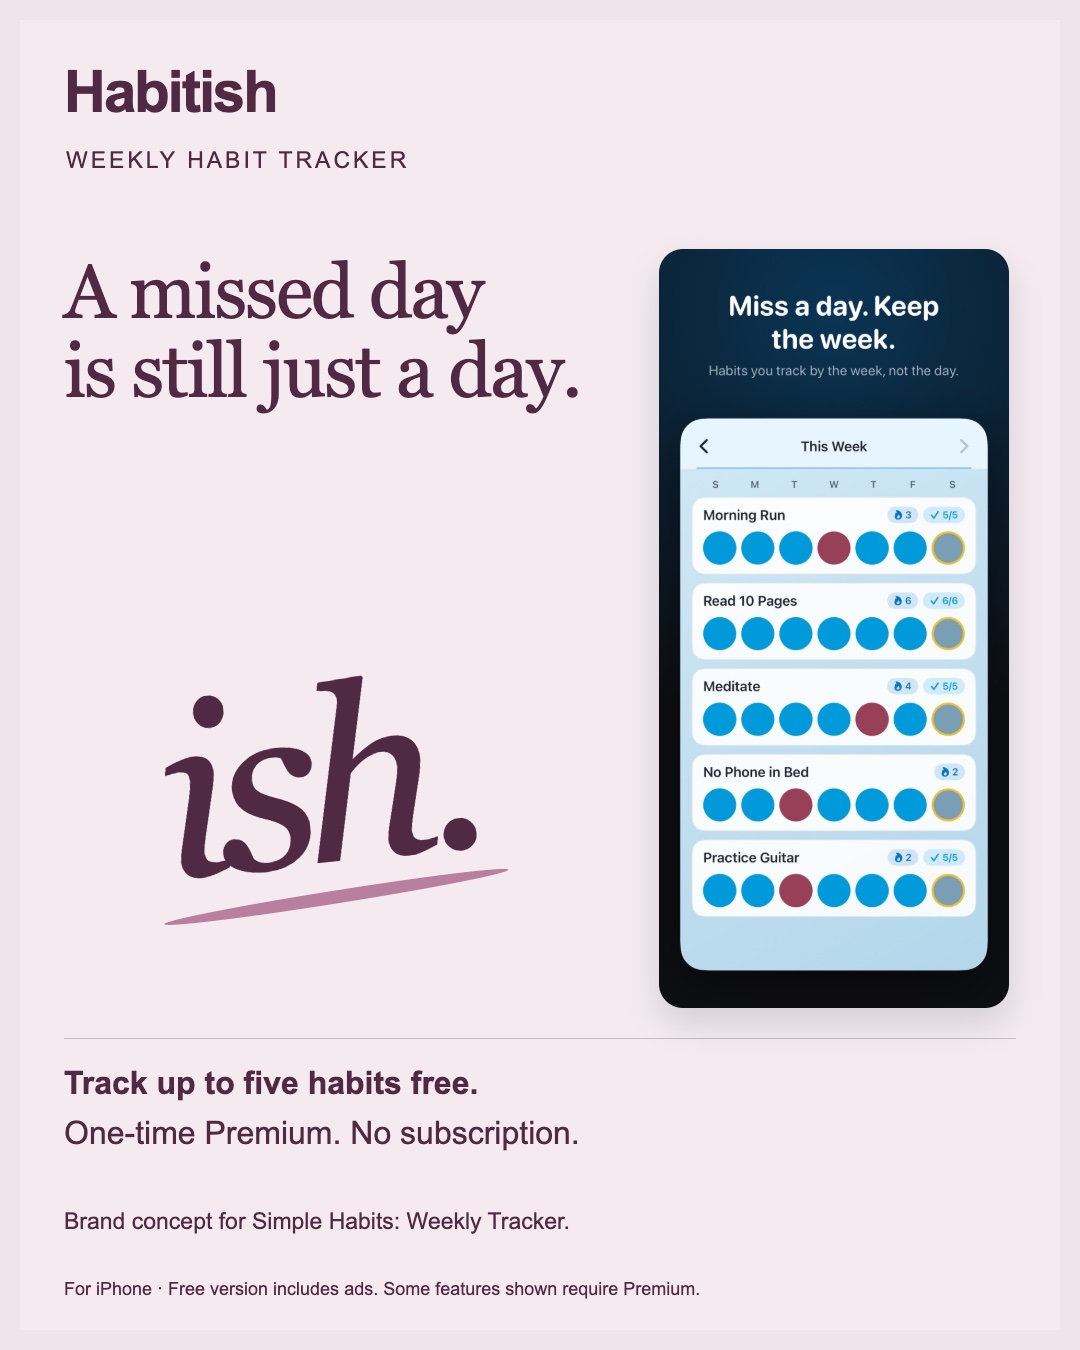 Habitish
WEEKLY HABIT TRACKER
A missed day
is still just a day.
ish.
Miss a day. Keep
the week.
Habits you track by the week, not the day.
This Week
S M T W T F S
Morning Run 3 5/5
Read 10 Pages 6 6/6
Meditate 4 5/5
No Phone in Bed 2
Practice Guitar 2 5/5
Track up to five habits free.
One-time Premium. No subscription.
Brand concept for Simple Habits: Weekly Tracker.
For iPhone · Free version includes ads. Some features shown require Premium.